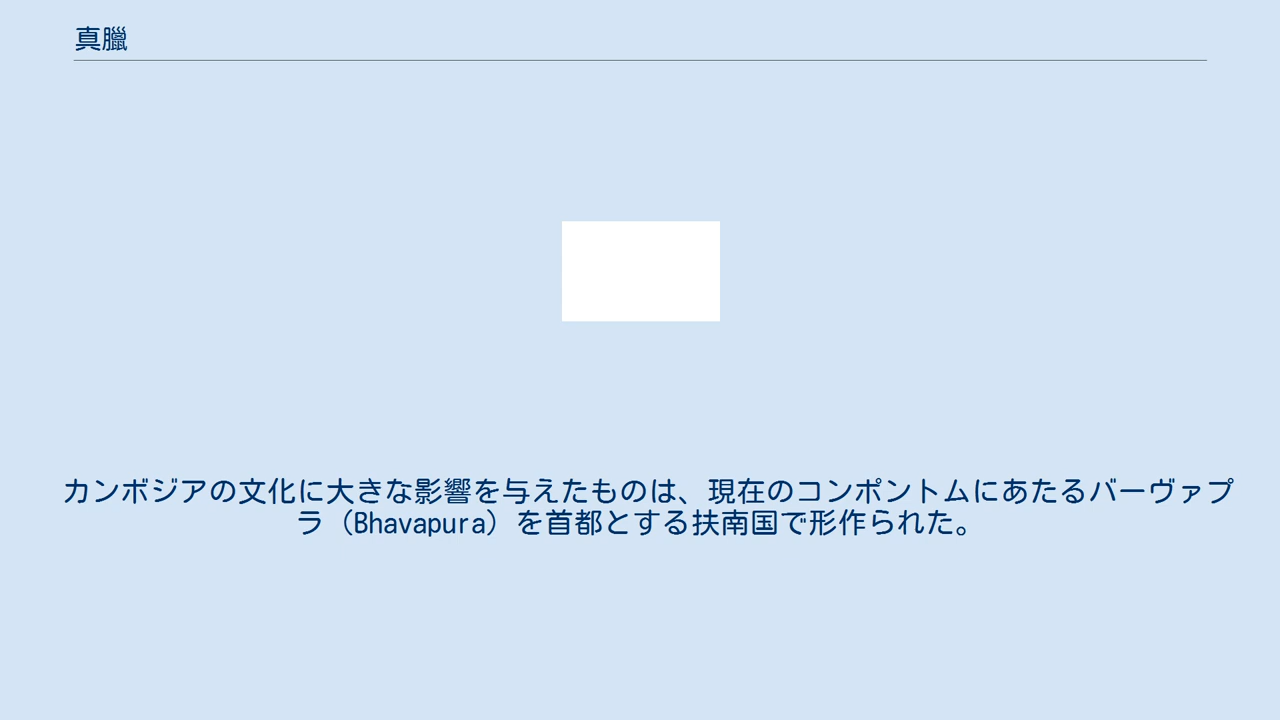 真臘
カンボジアの文化に大きな影響を与えたものは、現在のコンポントムにあたるバーヴァプ
ラ（Bhavapura）を首都とする扶南国で形作られた。